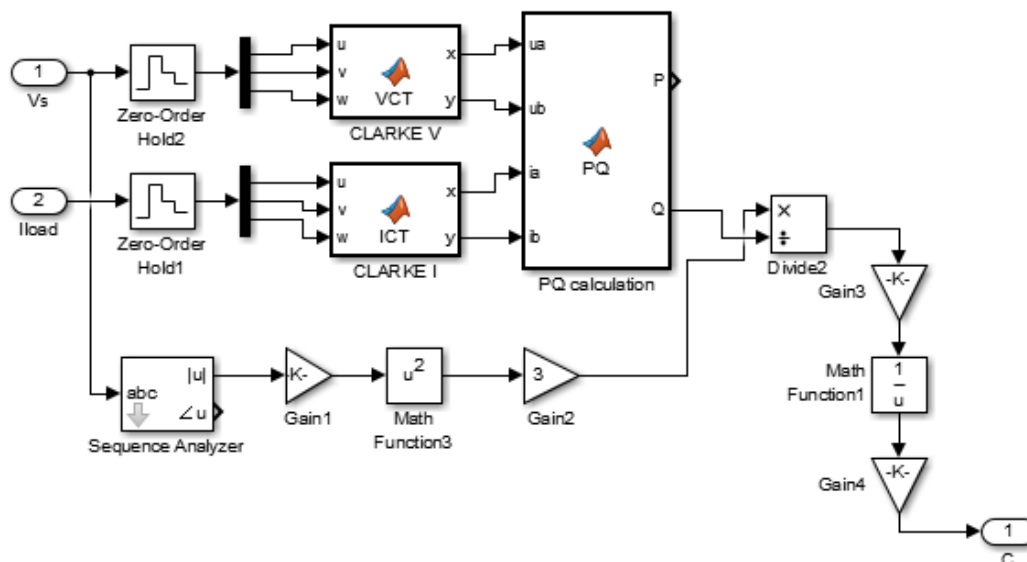 1
Vs
Zero-Order
Hold2
u
v
w
VCT
x
y
CLARKE V
2
Iload
Zero-Order
Hold1
u
v
w
ICT
x
y
CLARKE I
ua
ub
ia
ib
PQ
P
Q
PQ calculation
×
÷
Divide2
-K-
Gain3
Math
Function1
1
u
-K-
Gain4
1
C
abc
|u|
∠u
Sequence Analyzer
-K-
Gain1
u²
Math
Function3
3
Gain2